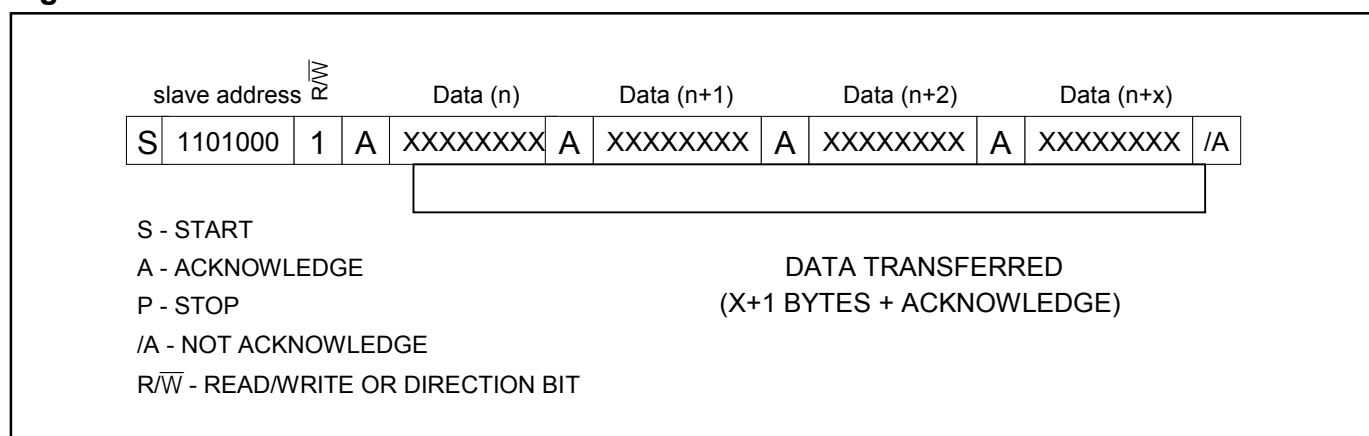 slave address R/W̅ Data (n) Data (n+1) Data (n+2) Data (n+x)
S 1101000 1 A XXXXXXXX A XXXXXXXX A XXXXXXXX A XXXXXXXX /A
S - START
A - ACKNOWLEDGE
P - STOP
/A - NOT ACKNOWLEDGE
R/W̅ - READ/WRITE OR DIRECTION BIT
DATA TRANSFERRED
(X+1 BYTES + ACKNOWLEDGE)